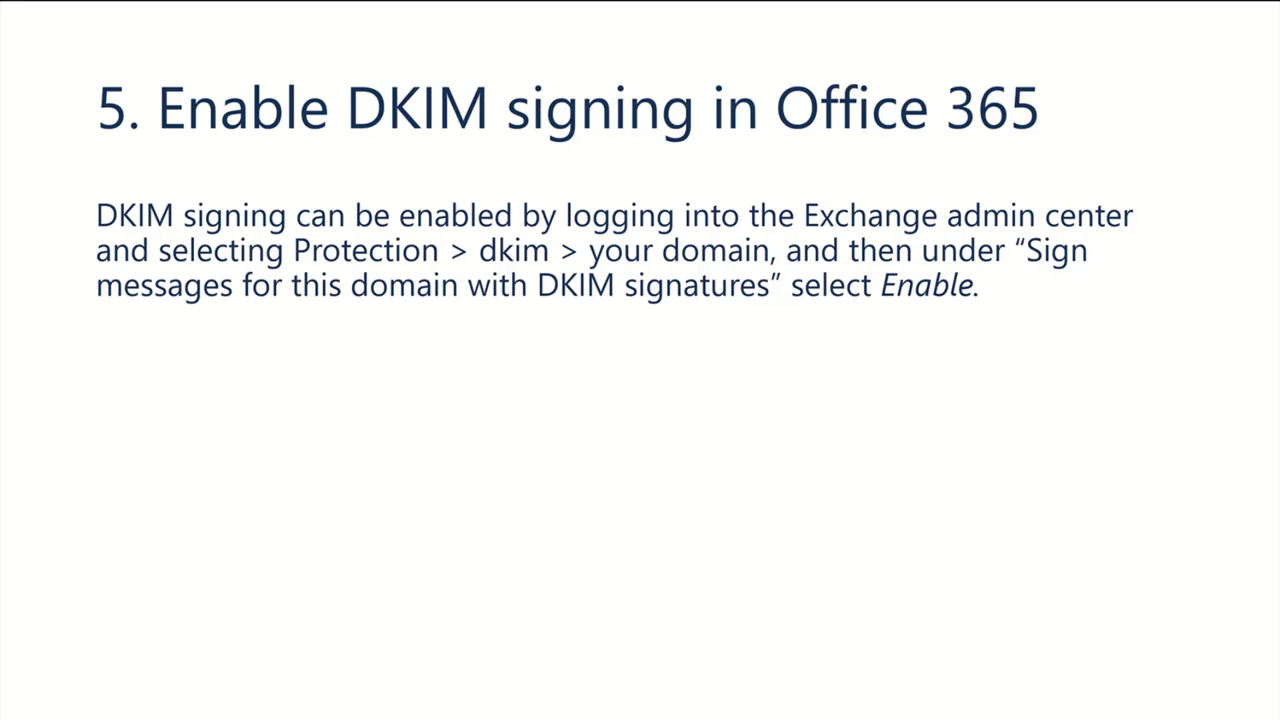 5. Enable DKIM signing in Office 365
DKIM signing can be enabled by logging into the Exchange admin center
and selecting Protection > dkim > your domain, and then under “Sign
messages for this domain with DKIM signatures” select Enable.